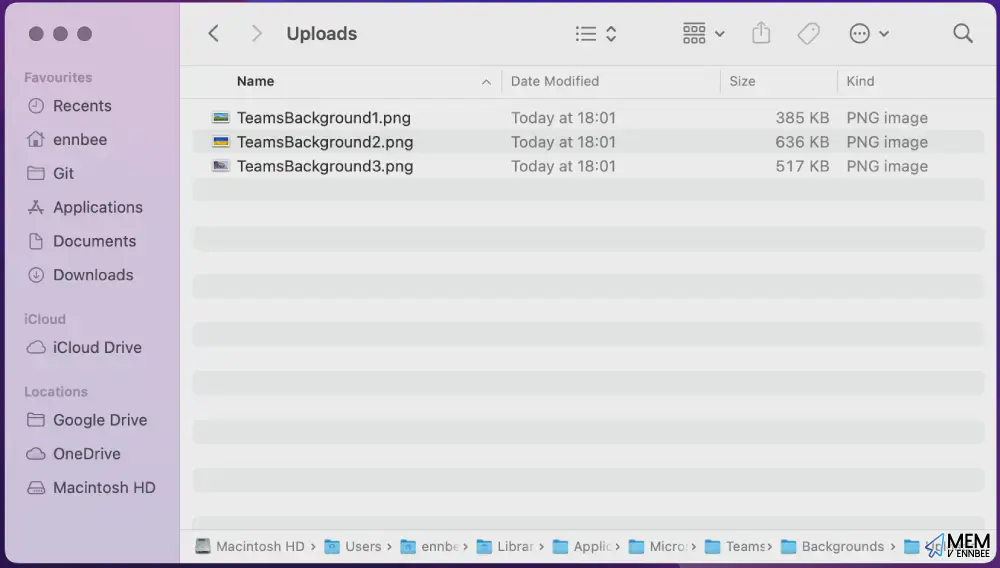 Uploads
Name Date Modified Size Kind
Favourites
Recents
ennbee
Git
Applications
Documents
Downloads
iCloud
iCloud Drive
Locations
Google Drive
OneDrive
Macintosh HD
TeamsBackground1.png Today at 18:01 385 KB PNG image
TeamsBackground2.png Today at 18:01 636 KB PNG image
TeamsBackground3.png Today at 18:01 517 KB PNG image
Macintosh HD › Users › ennbe › Librar › Applic › Micro › Teams › Backgrounds ›
MEM
V ENNBEE